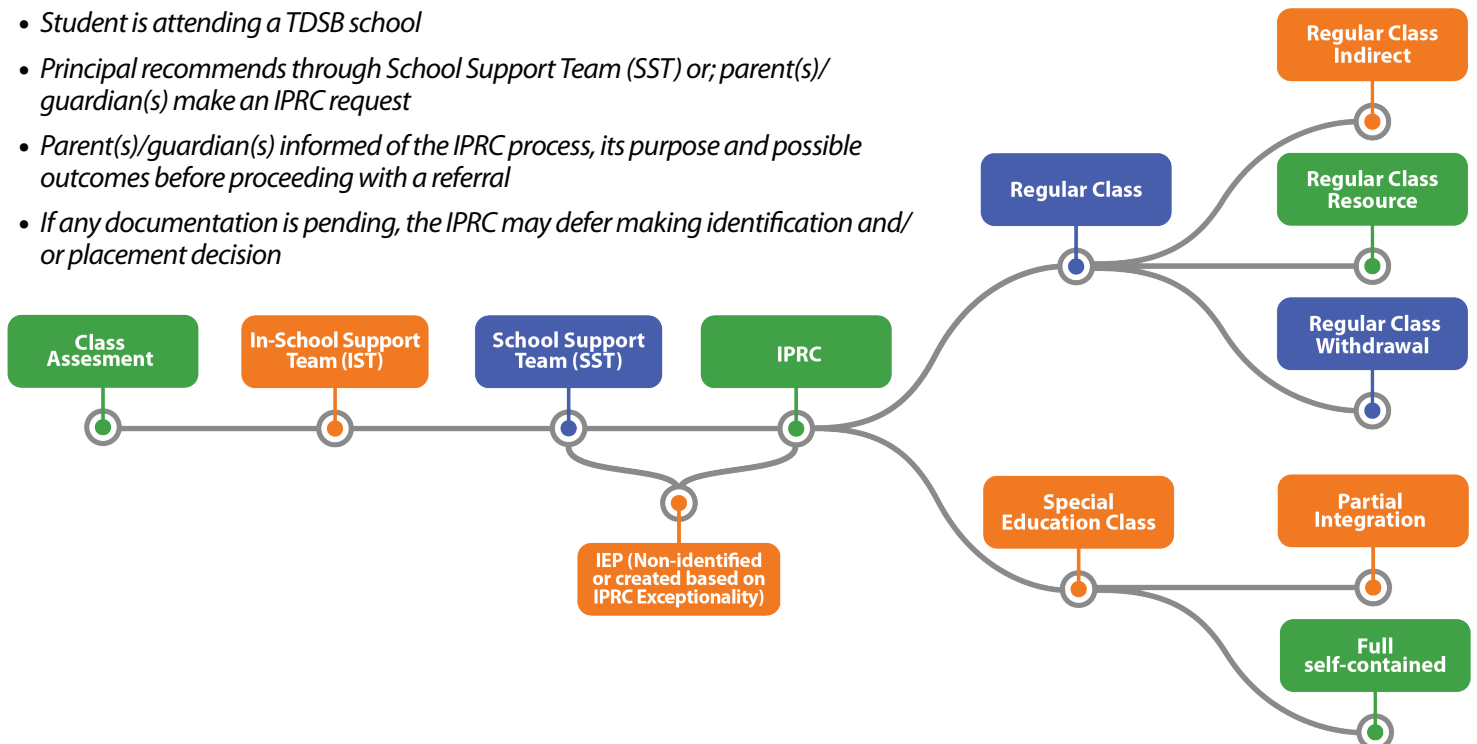 • Student is attending a TDSB school
• Principal recommends through School Support Team (SST) or; parent(s)/
guardian(s) make an IPRC request
• Parent(s)/guardian(s) informed of the IPRC process, its purpose and possible
outcomes before proceeding with a referral
• If any documentation is pending, the IPRC may defer making identification and/
or placement decision
Class
Assesment
In-School Support
Team (IST)
School Support
Team (SST)
IPRC
IEP (Non-identified
or created based on
IPRC Exceptionality)
Regular Class
Regular Class
Indirect
Regular Class
Resource
Regular Class
Withdrawal
Special
Education Class
Partial
Integration
Full
self-contained